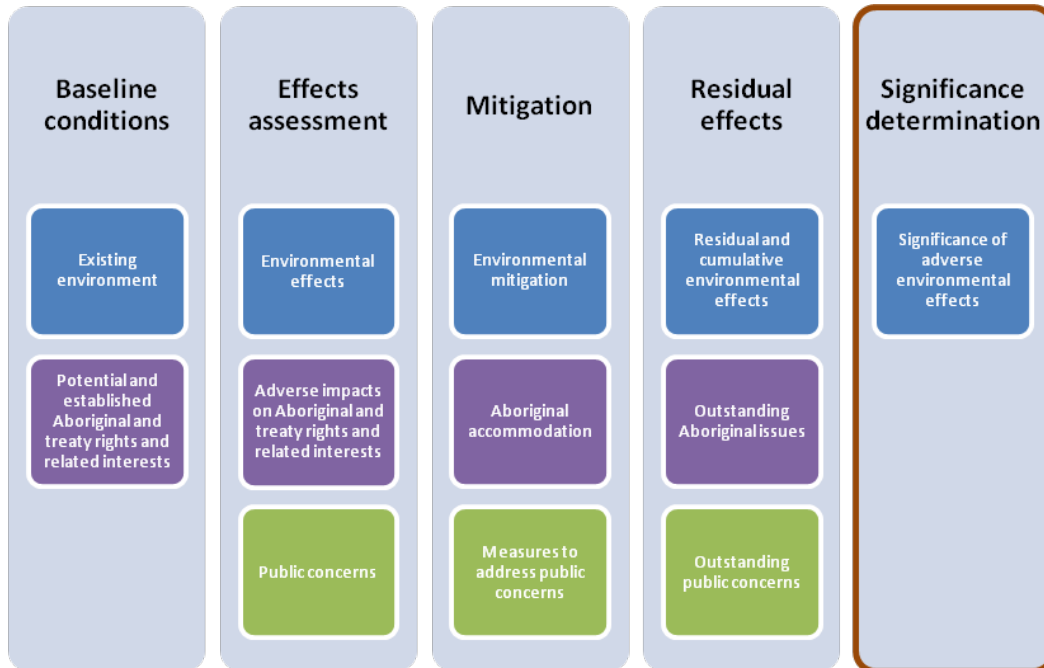 Baseline
conditions
Existing
environment
Potential and
established
Aboriginal and
treaty rights and
related interests
Effects
assessment
Environmental
effects
Adverse impacts
on Aboriginal and
treaty rights and
related interests
Public concerns
Mitigation
Environmental
mitigation
Aboriginal
accommodation
Measures to
address public
concerns
Residual
effects
Residual and
cumulative
environmental
effects
Outstanding
Aboriginal issues
Outstanding
public concerns
Significance
determination
Significance of
adverse
environmental
effects